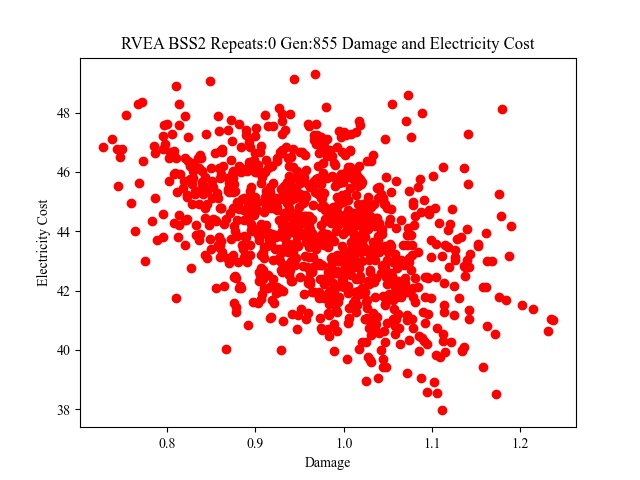 RVEA BSS2 Repeats:0 Gen:855 Damage and Electricity Cost
48
46
44
42
40
38
Electricity Cost
0.8 0.9 1.0 1.1 1.2
Damage